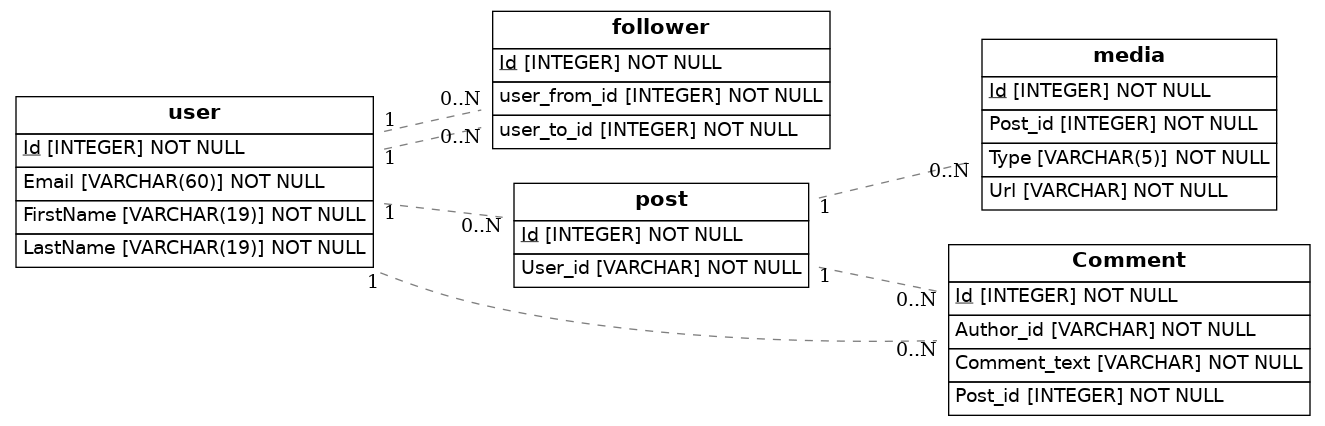 user
Id [INTEGER] NOT NULL
Email [VARCHAR(60)] NOT NULL
FirstName [VARCHAR(19)] NOT NULL
LastName [VARCHAR(19)] NOT NULL
1
0..N
1
0..N
1
0..N
1
0..N
follower
Id [INTEGER] NOT NULL
user_from_id [INTEGER] NOT NULL
user_to_id [INTEGER] NOT NULL
post
Id [INTEGER] NOT NULL
User_id [VARCHAR] NOT NULL
1
0..N
1
0..N
media
Id [INTEGER] NOT NULL
Post_id [INTEGER] NOT NULL
Type [VARCHAR(5)] NOT NULL
Url [VARCHAR] NOT NULL
Comment
Id [INTEGER] NOT NULL
Author_id [VARCHAR] NOT NULL
Comment_text [VARCHAR] NOT NULL
Post_id [INTEGER] NOT NULL